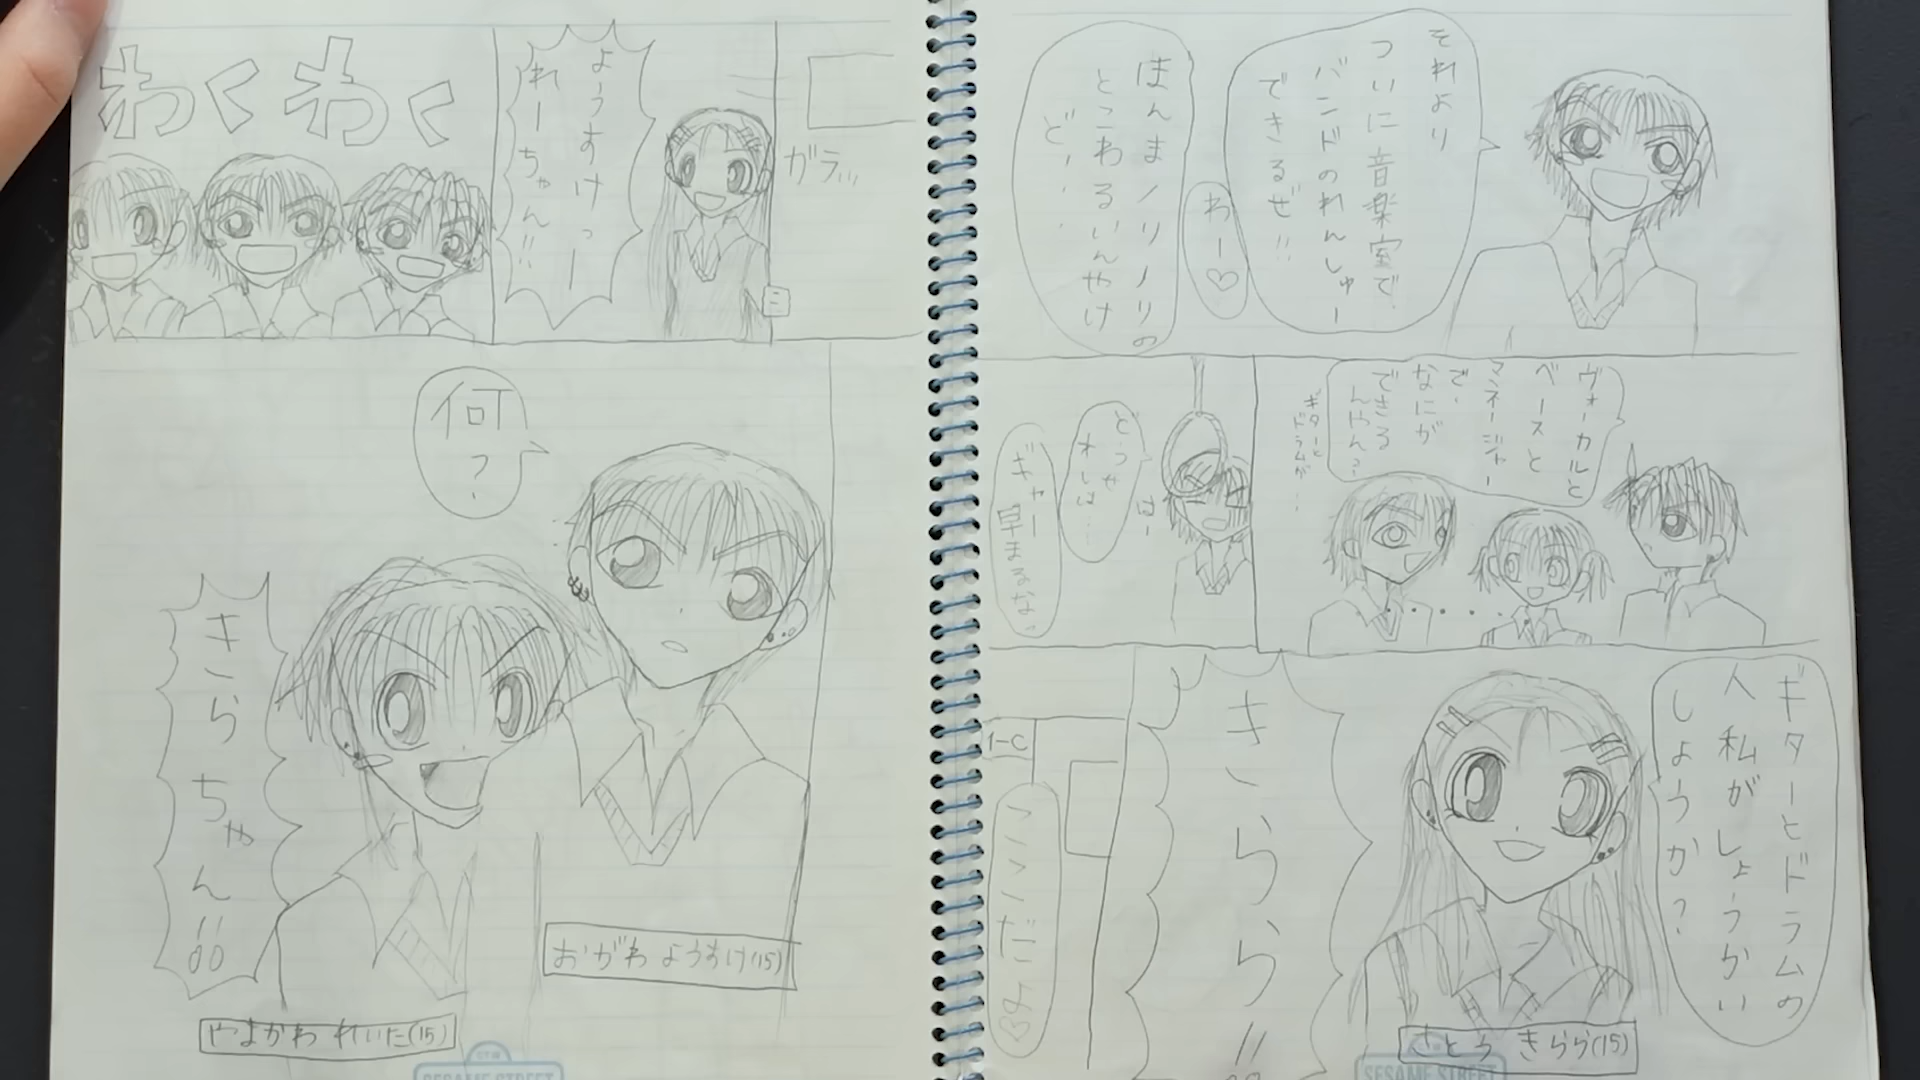 それより
ついに音楽室で
バンドのれんしゅー
できるぜ!!
わー♡
ほんまノリノリの
とこわるいんやけ
ど、、、
ヴォーカルと
ベースと
マネージャー
で、
なにが
できる
んやん?
ギターと
ドラムが…
は…
どうせ
オレは…
ギャー
早まるな
ギターとドラムの
人私がしょうかい
しようか?
きらら!!
さとう きらら(15)
1-C
ここだよ♡
ガラ…
ようすけっー
れーちゃん!!
わくわく
何?
きらちゃん!!
おがわ ようすけ(15)
やまかわ れいた(15)
SESAME STREET
SESAME STREET